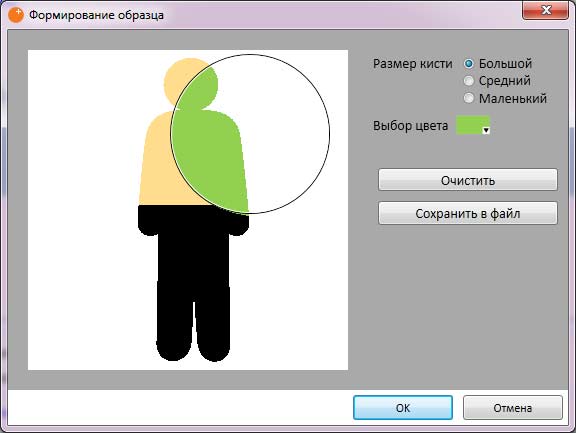 Формирование образца
Размер кисти
Большой
Средний
Маленький
Выбор цвета
Очистить
Сохранить в файл
ОК
Отмена